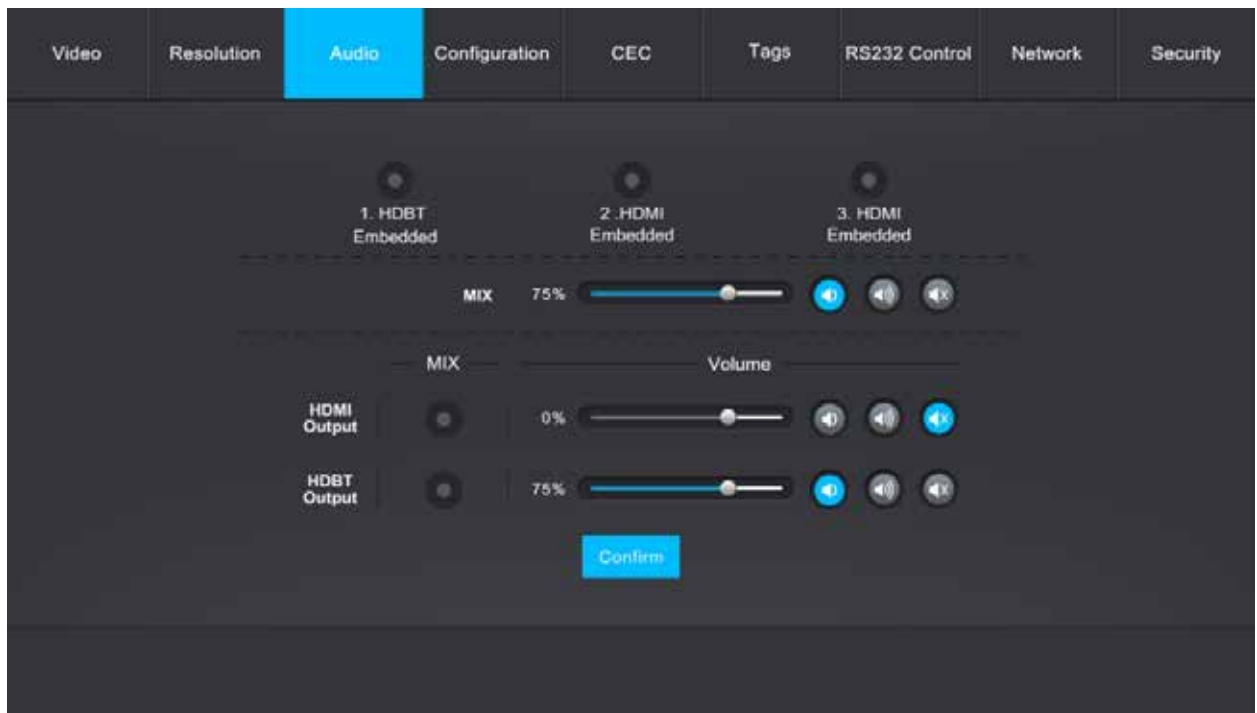 Video Resolution Audio Configuration CEC Tags RS232 Control Network Security
1. HDBT 2 .HDMI 3. HDMI
Embedded Embedded Embedded
MIX 75%
MIX Volume
HDMI
Output 0%
HDBT
Output 75%
Confirm